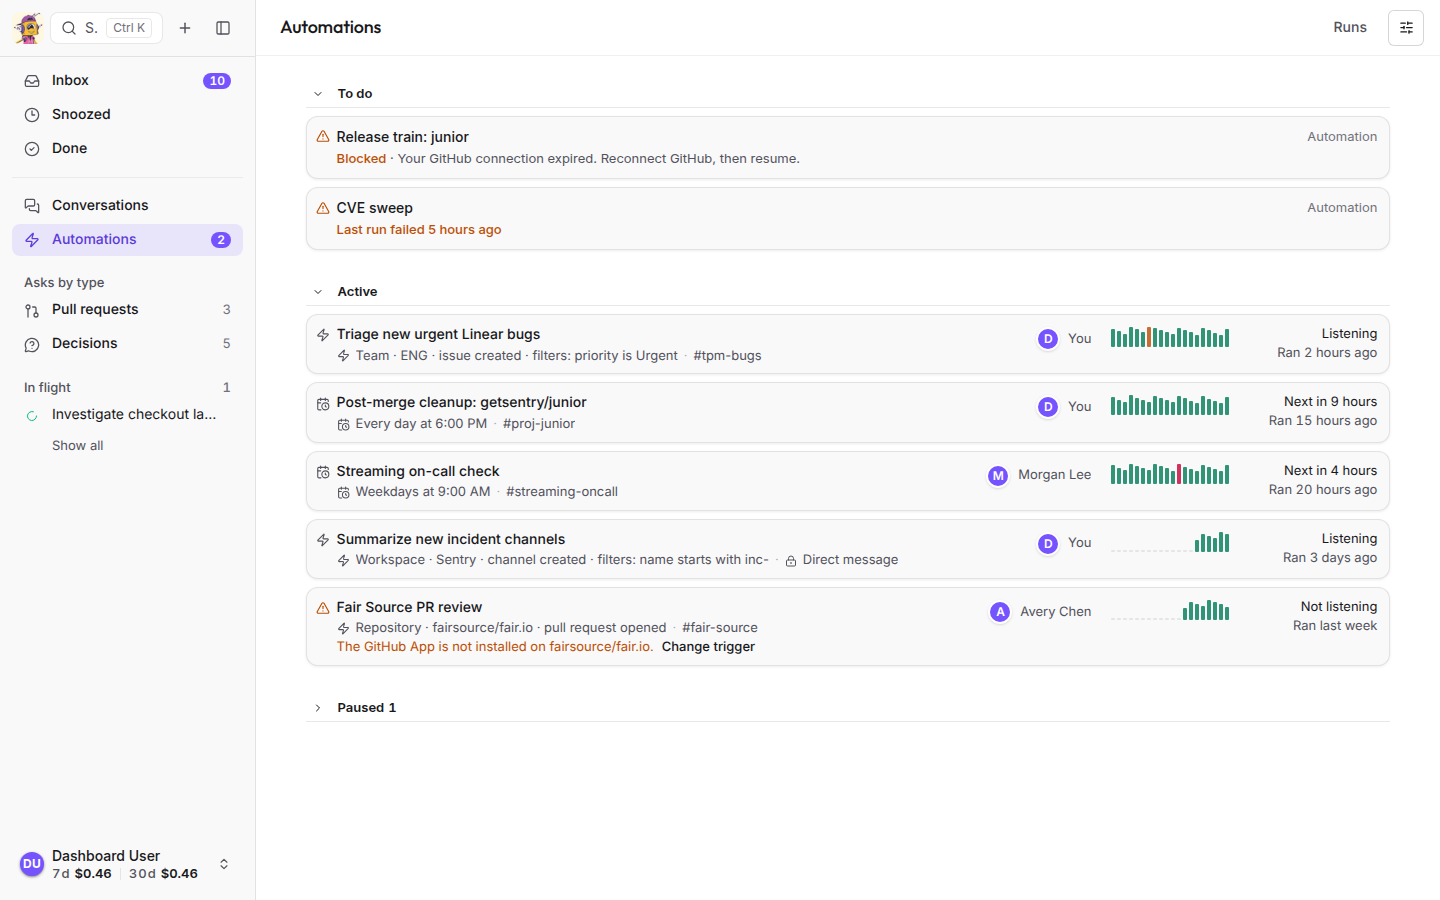 S. Ctrl K
Inbox 10
Snoozed
Done
Conversations
Automations 2
Asks by type
Pull requests 3
Decisions 5
In flight 1
Investigate checkout la...
Show all
DU Dashboard User
7d $0.46 30d $0.46
Automations
Runs
To do
Release train: junior Automation
Blocked · Your GitHub connection expired. Reconnect GitHub, then resume.
CVE sweep Automation
Last run failed 5 hours ago
Active
Triage new urgent Linear bugs D You Listening
Team · ENG · issue created · filters: priority is Urgent · #tpm-bugs Ran 2 hours ago
Post-merge cleanup: getsentry/junior D You Next in 9 hours
Every day at 6:00 PM · #proj-junior Ran 15 hours ago
Streaming on-call check M Morgan Lee Next in 4 hours
Weekdays at 9:00 AM · #streaming-oncall Ran 20 hours ago
Summarize new incident channels D You Listening
Workspace · Sentry · channel created · filters: name starts with inc- · Direct message Ran 3 days ago
Fair Source PR review A Avery Chen Not listening
Repository · fairsource/fair.io · pull request opened · #fair-source Ran last week
The GitHub App is not installed on fairsource/fair.io. Change trigger
Paused 1